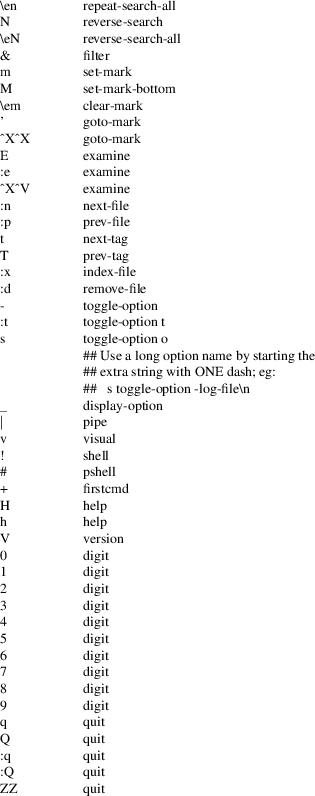 \en repeat-search-all
N reverse-search
\eN reverse-search-all
& filter
m set-mark
M set-mark-bottom
\em clear-mark
’ goto-mark
^X^X goto-mark
E examine
:e examine
^X^V examine
:n next-file
:p prev-file
t next-tag
T prev-tag
:x index-file
:d remove-file
- toggle-option
:t toggle-option t
s toggle-option o
## Use a long option name by starting the
## extra string with ONE dash; eg:
## s toggle-option -log-file\n
_ display-option
| pipe
v visual
! shell
# pshell
+ firstcmd
H help
h help
V version
0 digit
1 digit
2 digit
3 digit
4 digit
5 digit
6 digit
7 digit
8 digit
9 digit
q quit
Q quit
:q quit
:Q quit
ZZ quit